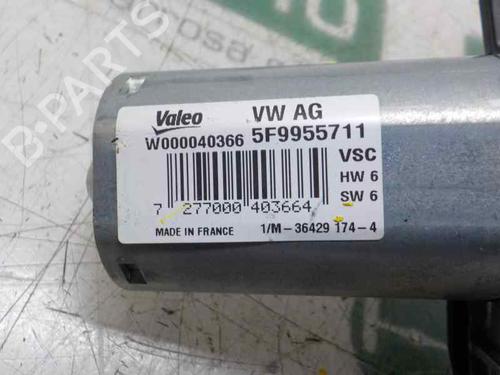 Valeo VW AG
W000040366 5F9955711
VSC
HW 6
SW 6
7 277000 403664
MADE IN FRANCE 1/M-36429 174-4